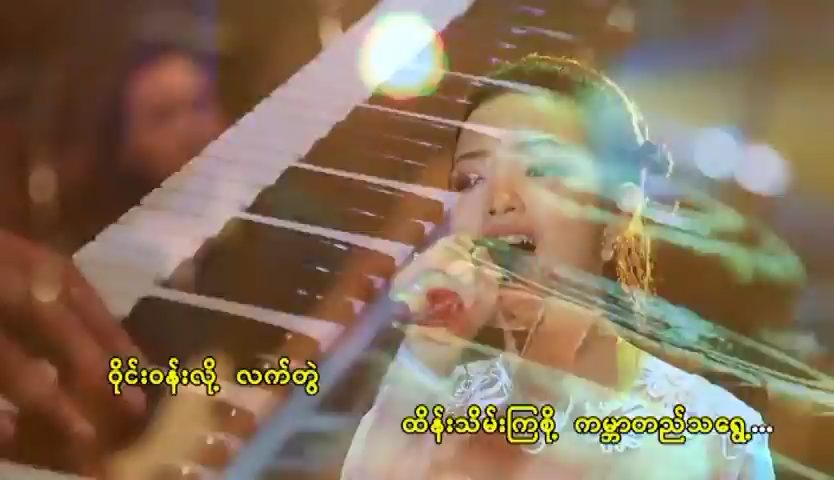 ဝိုင်းဝန်းလို့ လက်တွဲ
ထိန်းသိမ်းကြစို့ ကမ္ဘာတည်သရွေ့...